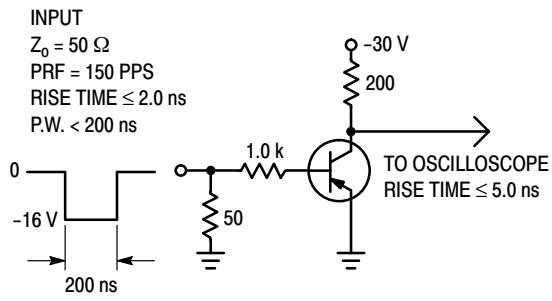 INPUT
Zo = 50 Ω
PRF = 150 PPS
RISE TIME ≤ 2.0 ns
P.W. < 200 ns
0
-16 V
200 ns
-30 V
200
1.0 k
50
TO OSCILLOSCOPE
RISE TIME ≤ 5.0 ns